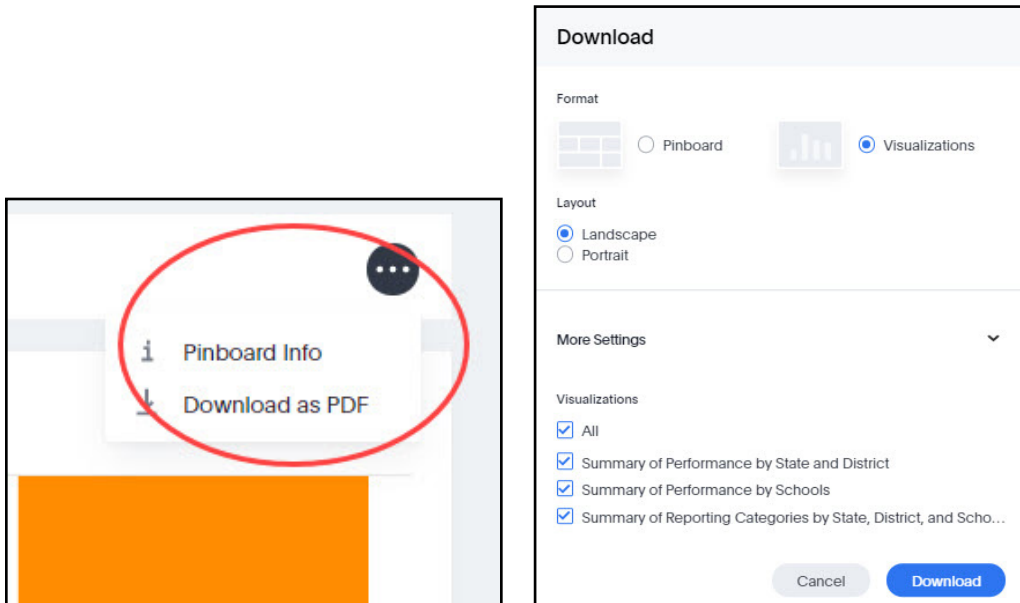 Pinboard Info
Download as PDF
Download
Format
Pinboard
Visualizations
Layout
Landscape
Portrait
More Settings
Visualizations
All
Summary of Performance by State and District
Summary of Performance by Schools
Summary of Reporting Categories by State, District, and Scho...
Cancel
Download